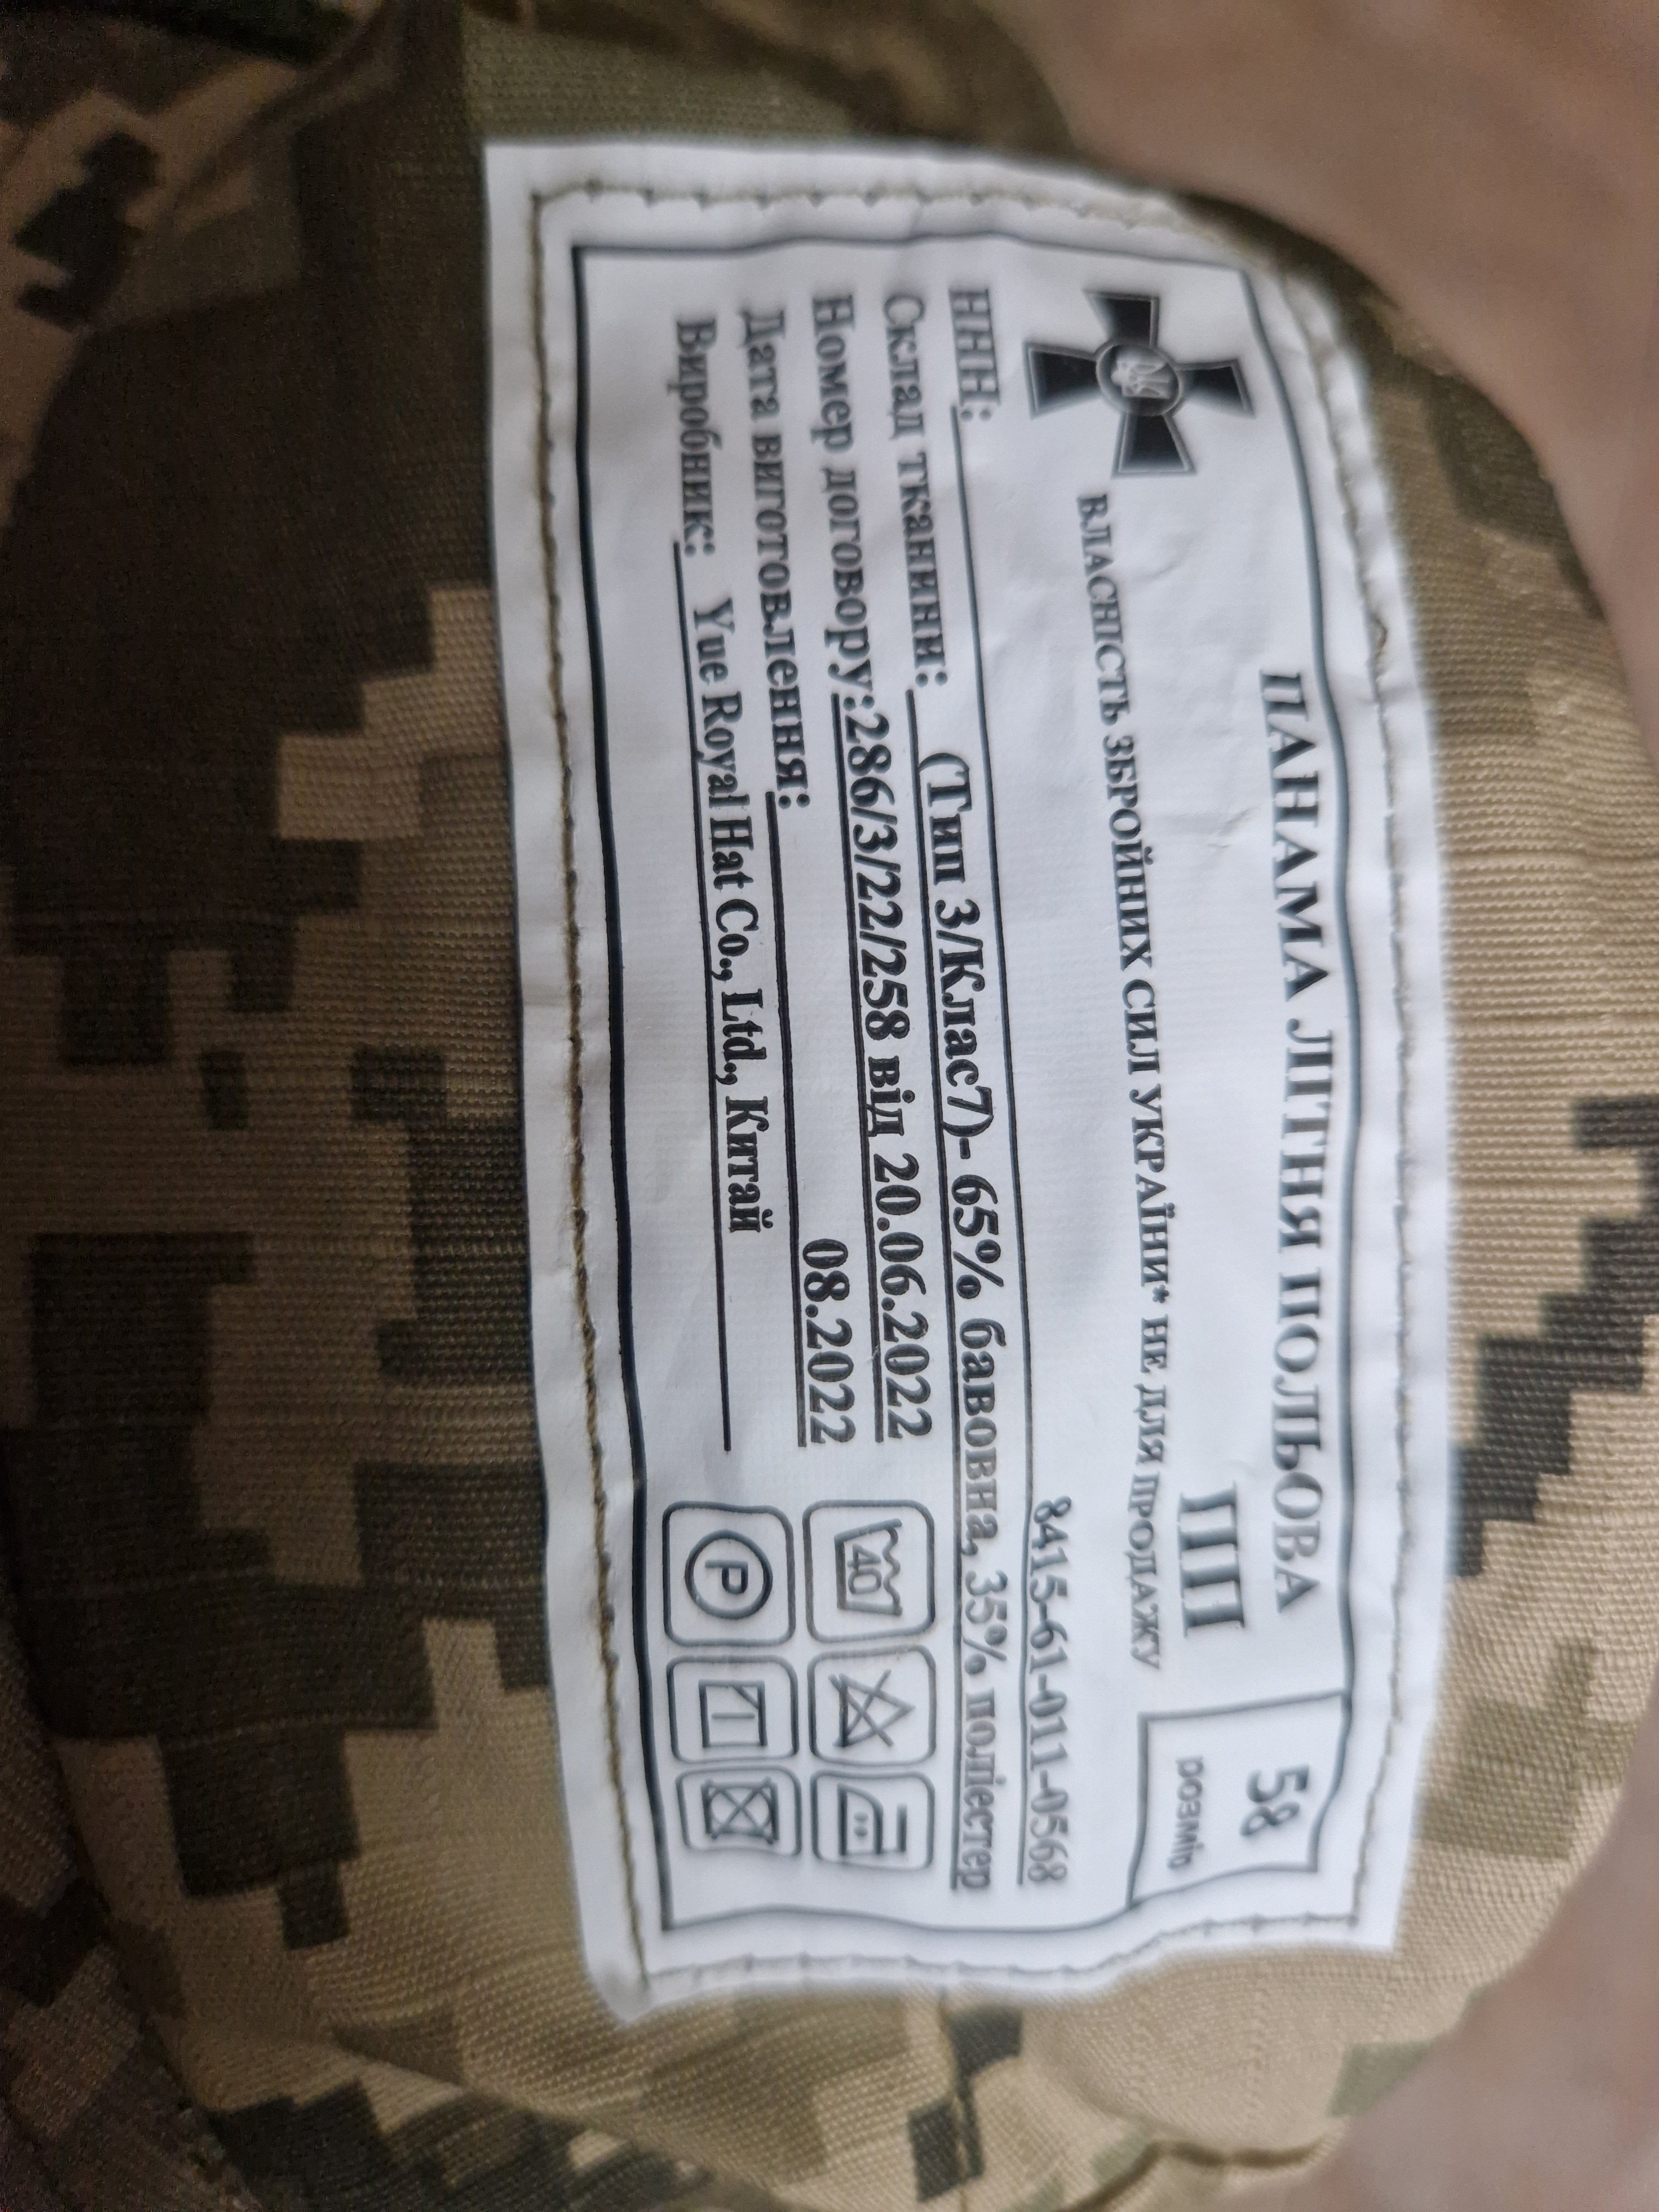 ПАНАМА ЛІТНЯ ПОЛЬОВА
ПП
58
розмір
ВЛАСНІСТЬ ЗБРОЙНИХ СИЛ УКРАЇНИ* НЕ ДЛЯ ПРОДАЖУ
ННН: 8415-61-011-0568
Склад тканини: (Тип 3/Клас7)- 65% бавовна, 35% поліестер
Номер договору:286/3/22/258 від 20.06.2022
Дата виготовлення: 08.2022
Виробник: Yue Royal Hat Co., Ltd., Китай
40
P